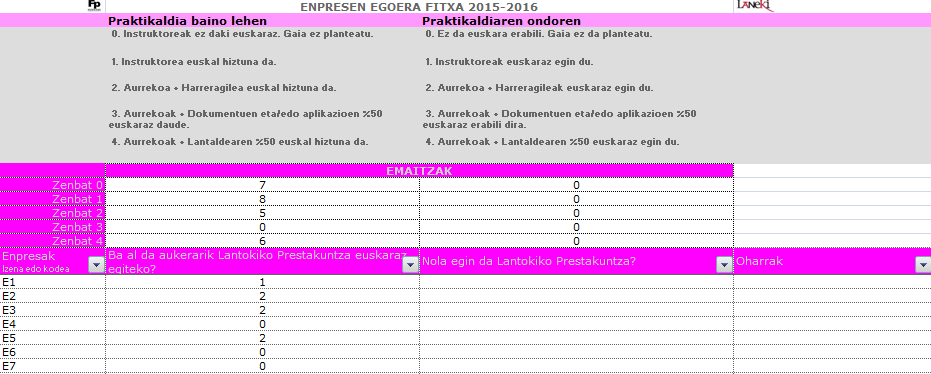 Fp
ENPRESEN EGOERA FITXA 2015-2016
LANeki
Praktikaldia baino lehen
Praktikaldiaren ondoren
0. Instruktoreak ez daki euskaraz. Gaia ez planteatu.
0. Ez da euskara erabili. Gaia ez da planteatu.
1. Instruktorea euskal hiztuna da.
1. Instruktoreak euskaraz egin du.
2. Aurrekoa + Harreragilea euskal hiztuna da.
2. Aurrekoa + Harreragileak euskaraz egin du.
3. Aurrekoak + Dokumentuen eta/edo aplikazioen %50
euskaraz daude.
3. Aurrekoak + Dokumentuen eta/edo aplikazioen %50
euskaraz erabili dira.
4. Aurrekoak + Lantaldearen %50 euskal hiztuna da.
4. Aurrekoak + Lantaldearen %50 euskaraz egin du.
EMAITZAK
Zenbat 0 7 0
Zenbat 1 8 0
Zenbat 2 5 0
Zenbat 3 0 0
Zenbat 4 6 0
Enpresak
Izena edo kodea
Ba al da aukerarik Lantokiko Prestakuntza euskaraz
egiteko?
Nola egin da Lantokiko Prestakuntza?
Oharrak
E1 1
E2 2
E3 2
E4 0
E5 2
E6 0
E7 0